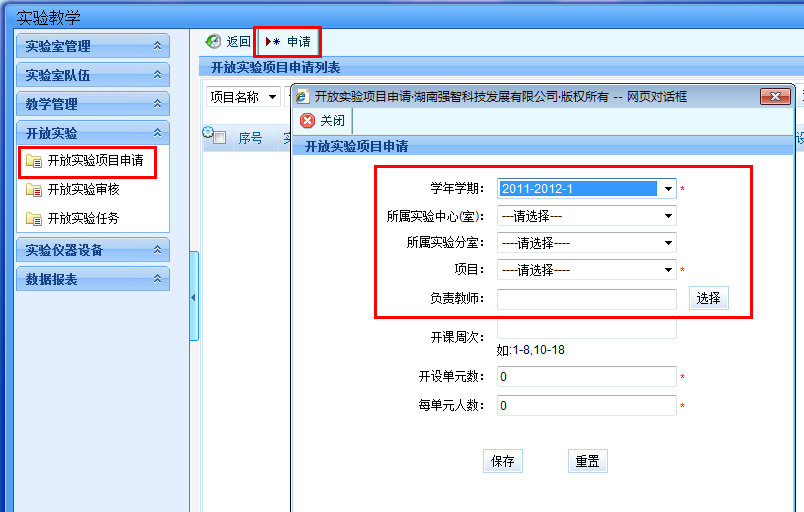 实验教学
实验室管理
实验室队伍
教学管理
开放实验
开放实验项目申请
开放实验审核
开放实验任务
实验仪器设备
数据报表
返回 申请
开放实验项目申请列表
项目名称
序号
开放实验项目申请·湖南强智科技发展有限公司·版权所有 -- 网页对话框
关闭
开放实验项目申请
学年学期： 2011-2012-1 *
所属实验中心(室)： ---请选择---
所属实验分室： ----请选择----
项目： ----请选择---- *
负责教师： 选择
开课周次：
如:1-8,10-18
开设单元数： 0 *
每单元人数： 0 *
保存 重置